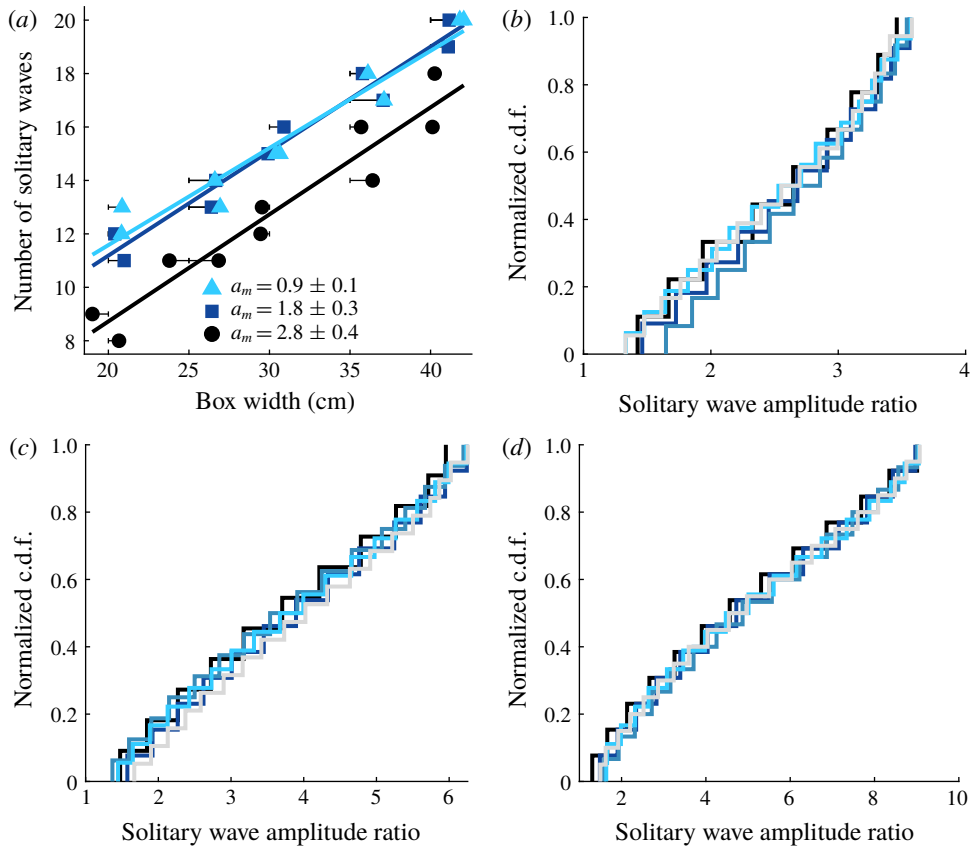 (a)
Number of solitary waves
20
18
16
14
12
10
8
a_m = 0.9 ± 0.1
a_m = 1.8 ± 0.3
a_m = 2.8 ± 0.4
20 25 30 35 40
Box width (cm)
(b)
Normalized c.d.f.
1.0
0.8
0.6
0.4
0.2
0
1 2 3 4
Solitary wave amplitude ratio
(c)
Normalized c.d.f.
1.0
0.8
0.6
0.4
0.2
0
1 2 3 4 5 6
Solitary wave amplitude ratio
(d)
Normalized c.d.f.
1.0
0.8
0.6
0.4
0.2
0
2 4 6 8 10
Solitary wave amplitude ratio